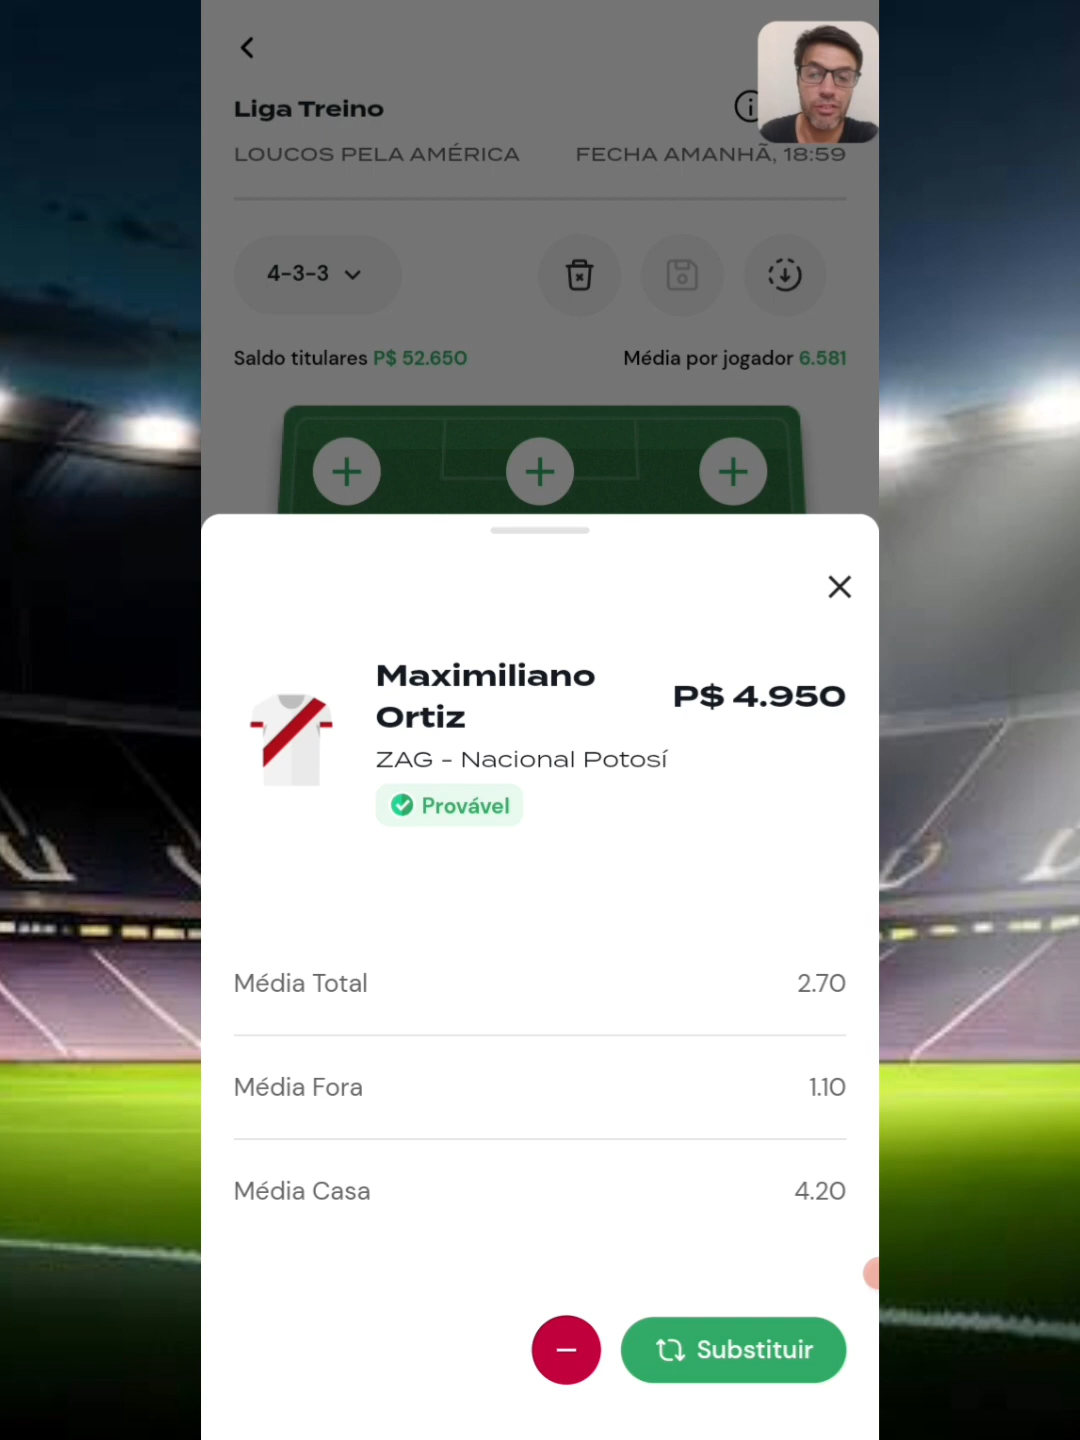 Liga Treino
LOUCOS PELA AMÉRICA
FECHA AMANHÃ, 18:59
4-3-3
Saldo titulares P$ 52.650
Média por jogador 6.581
Maximiliano
Ortiz
P$ 4.950
ZAG - Nacional Potosí
Provável
Média Total
2.70
Média Fora
1.10
Média Casa
4.20
Substituir